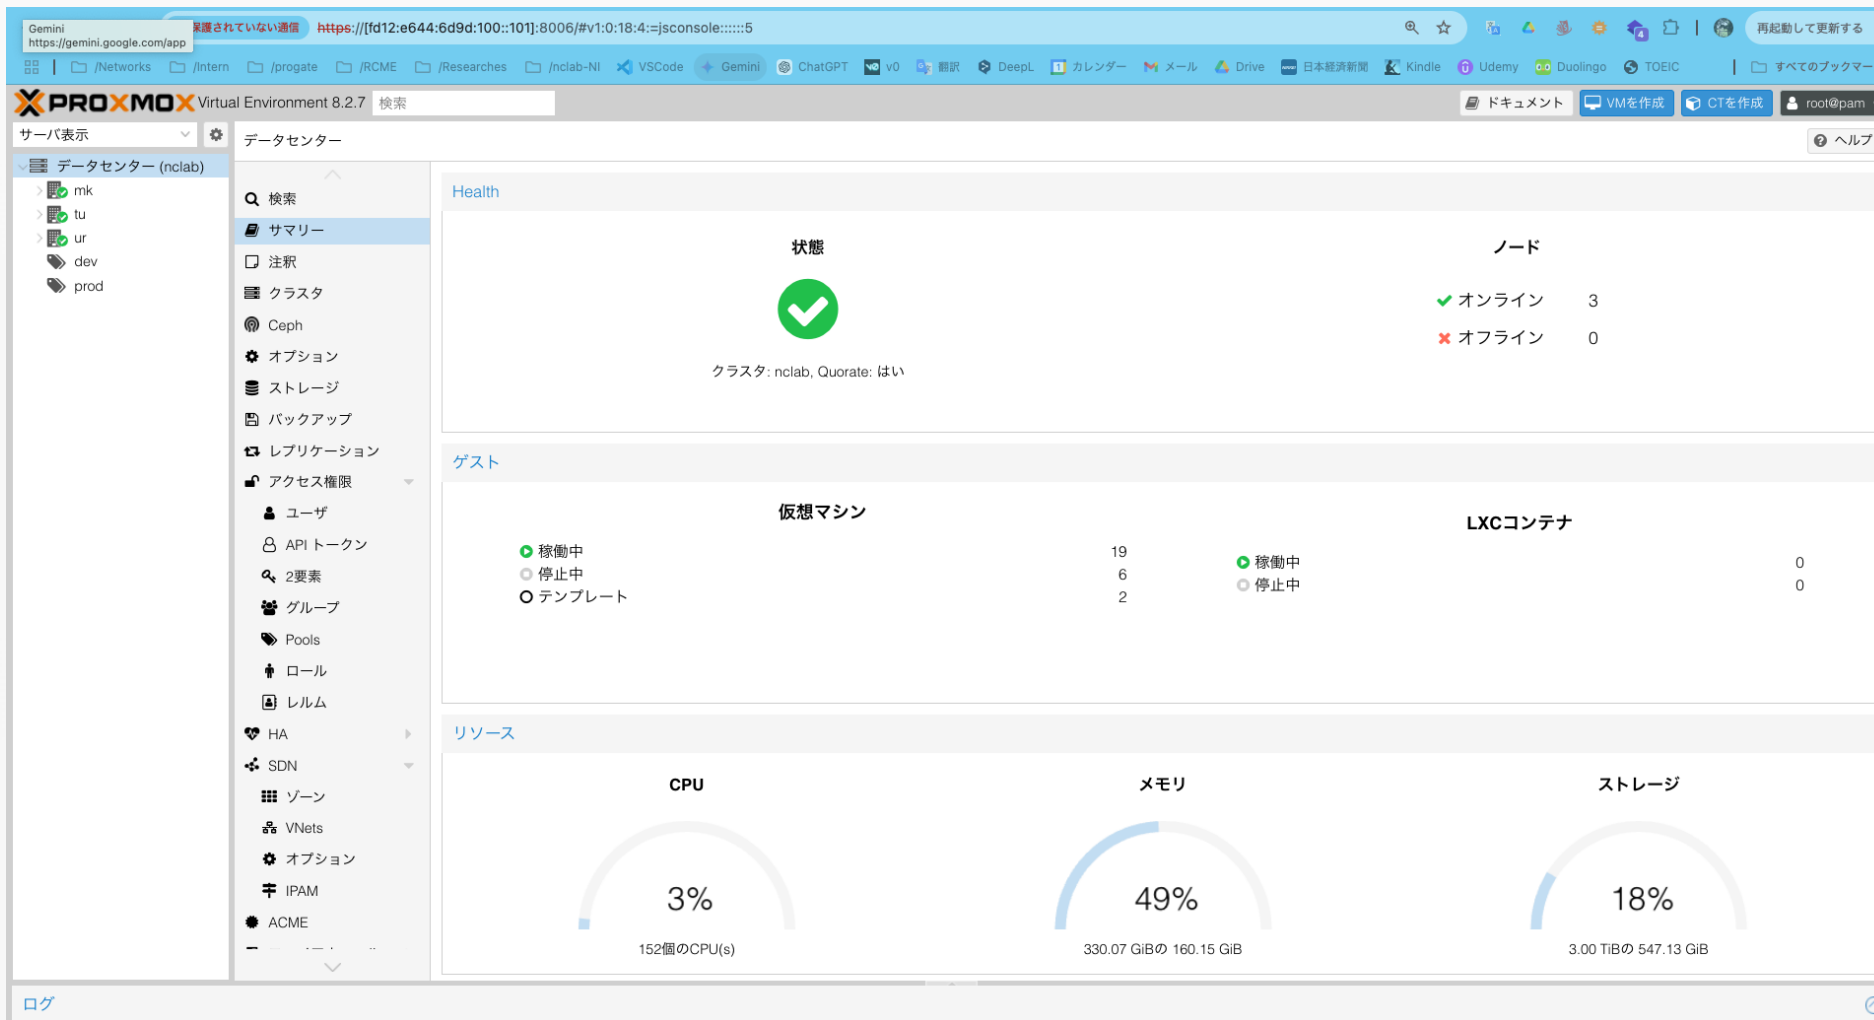 Gemini
https://gemini.google.com/app
保護されていない通信 https://[fd12:e644:6d9d:100::101]:8006/#v1:0:18:4:=jsconsole::::::5
4
再起動して更新する
/Networks /Intern /progate /RCME /Researches /nclab-NI VSCode Gemini ChatGPT v0 翻訳 DeepL カレンダー メール Drive 日本経済新聞 Kindle Udemy Duolingo TOEIC すべてのブックマー
PROXMOX Virtual Environment 8.2.7 検索
ドキュメント VMを作成 CTを作成 root@pam
サーバ表示
データセンター
ヘルプ
データセンター (nclab)
mk
tu
ur
dev
prod
検索
サマリー
注釈
クラスタ
Ceph
オプション
ストレージ
バックアップ
レプリケーション
アクセス権限
ユーザ
API トークン
2要素
グループ
Pools
ロール
レルム
HA
SDN
ゾーン
VNets
オプション
IPAM
ACME
Health
状態
クラスタ: nclab, Quorate: はい
ノード
オンライン 3
オフライン 0
ゲスト
仮想マシン
稼働中 19
停止中 6
テンプレート 2
LXCコンテナ
稼働中 0
停止中 0
リソース
CPU
3%
152個のCPU(s)
メモリ
49%
330.07 GiBの 160.15 GiB
ストレージ
18%
3.00 TiBの 547.13 GiB
ログ